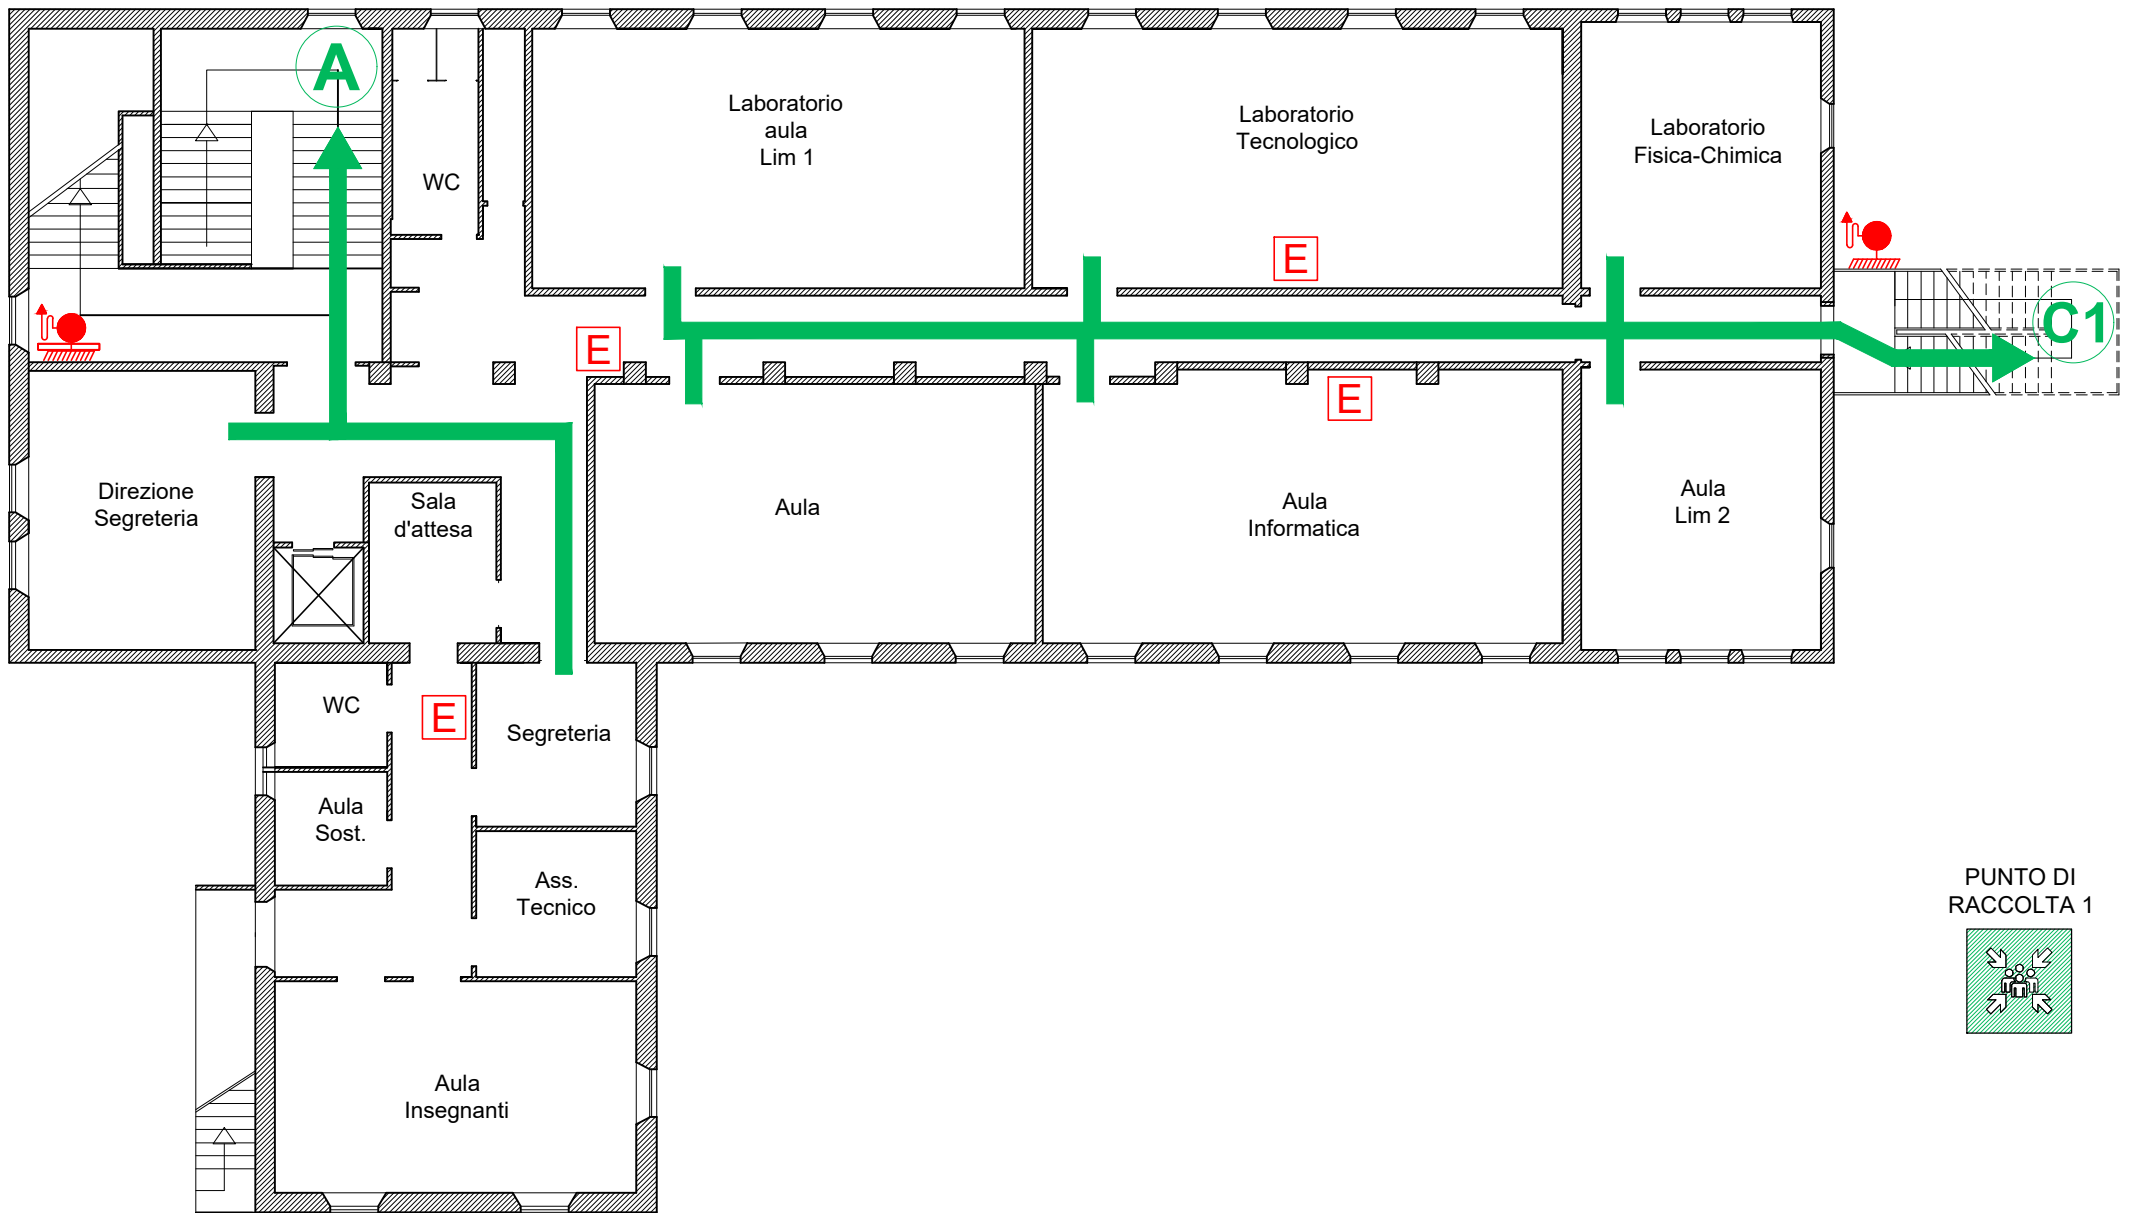 A
Laboratorio
aula
Lim 1
Laboratorio
Tecnologico
Laboratorio
Fisica-Chimica
WC
E
E
E
C1
Direzione
Segreteria
Sala
d'attesa
Aula
Aula
Informatica
Aula
Lim 2
WC
E
Segreteria
Aula
Sost.
Ass.
Tecnico
Aula
Insegnanti
PUNTO DI
RACCOLTA 1